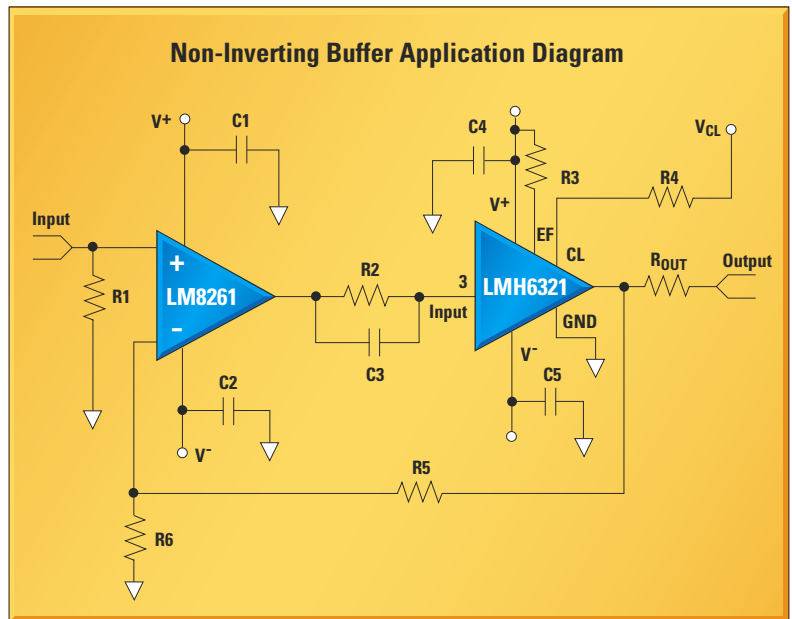 Non-Inverting Buffer Application Diagram
V+
C1
C4
VCL
R3
R4
V+
Input
EF
CL
+
R2
3
ROUT
Output
R1
LM8261
LMH6321
Input
GND
−
C3
V-
C2
C5
V-
R5
R6